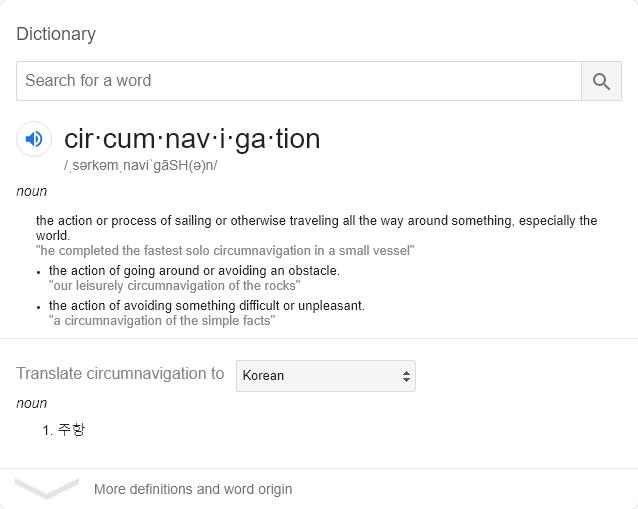 Dictionary
Search for a word
cir·cum·nav·i·ga·tion
/ˌsərkəmˌnaviˈɡāSH(ə)n/
noun
the action or process of sailing or otherwise traveling all the way around something, especially the
world.
"he completed the fastest solo circumnavigation in a small vessel"
• the action of going around or avoiding an obstacle.
"our leisurely circumnavigation of the rocks"
• the action of avoiding something difficult or unpleasant.
"a circumnavigation of the simple facts"
Translate circumnavigation to Korean
noun
1. 주항
More definitions and word origin